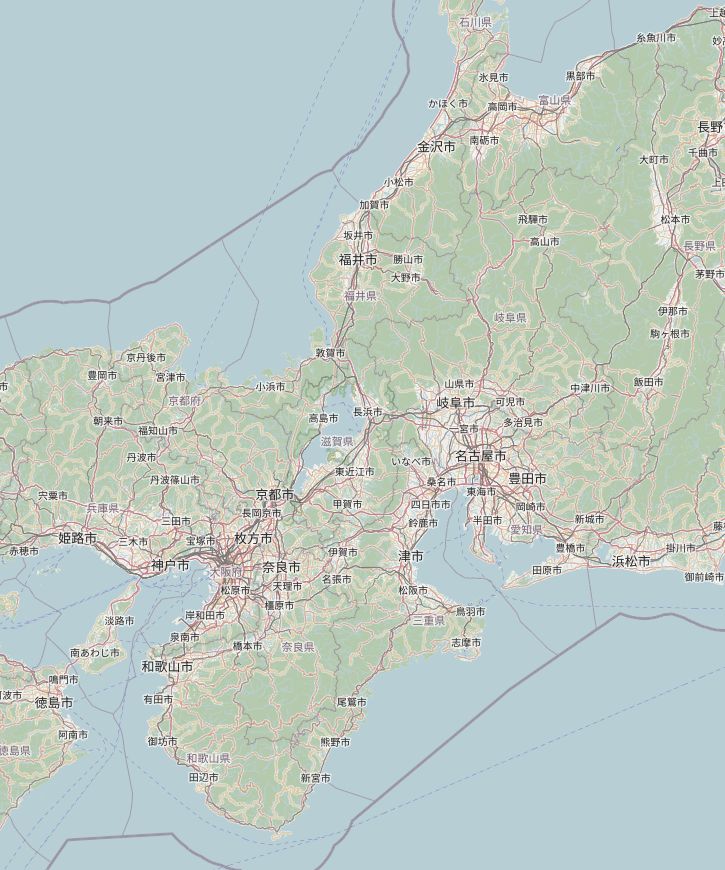 上越
石川県
糸魚川市
妙高
氷見市
黒部市
かほく市
高岡市
富山県
長野
金沢市
南砺市
千曲市
大町市
小松市
上田
加賀市
飛騨市
松本市
坂井市
高山市
長野県
福井市
勝山市
大野市
茅野市
福井県
伊那市
岐阜県
駒ヶ根市
京丹後市
敦賀市
豊岡市
宮津市
小浜市
山県市
飯田市
中津川市
京都府
岐阜市
可児市
長浜市
高島市
朝来市
多治見市
福知山市
一宮市
滋賀県
丹波市
名古屋市
いなべ市
東近江市
丹波篠山市
桑名市
豊田市
宍粟市
京都市
東海市
兵庫県
甲賀市
四日市市
岡崎市
長岡京市
三田市
鈴鹿市
半田市
新城市
愛知県
姫路市
三木市
宝塚市
枚方市
赤穂市
伊賀市
津市
豊橋市
掛川市
神戸市
奈良市
浜松市
大阪府
田原市
御前崎市
名張市
天理市
松原市
松阪市
橿原市
鳥羽市
岸和田市
淡路市
三重県
泉南市
志摩市
橋本市
奈良県
南あわじ市
和歌山市
鳴門市
阿波市
有田市
尾鷲市
徳島市
阿南市
御坊市
熊野市
徳島県
和歌山県
田辺市
新宮市